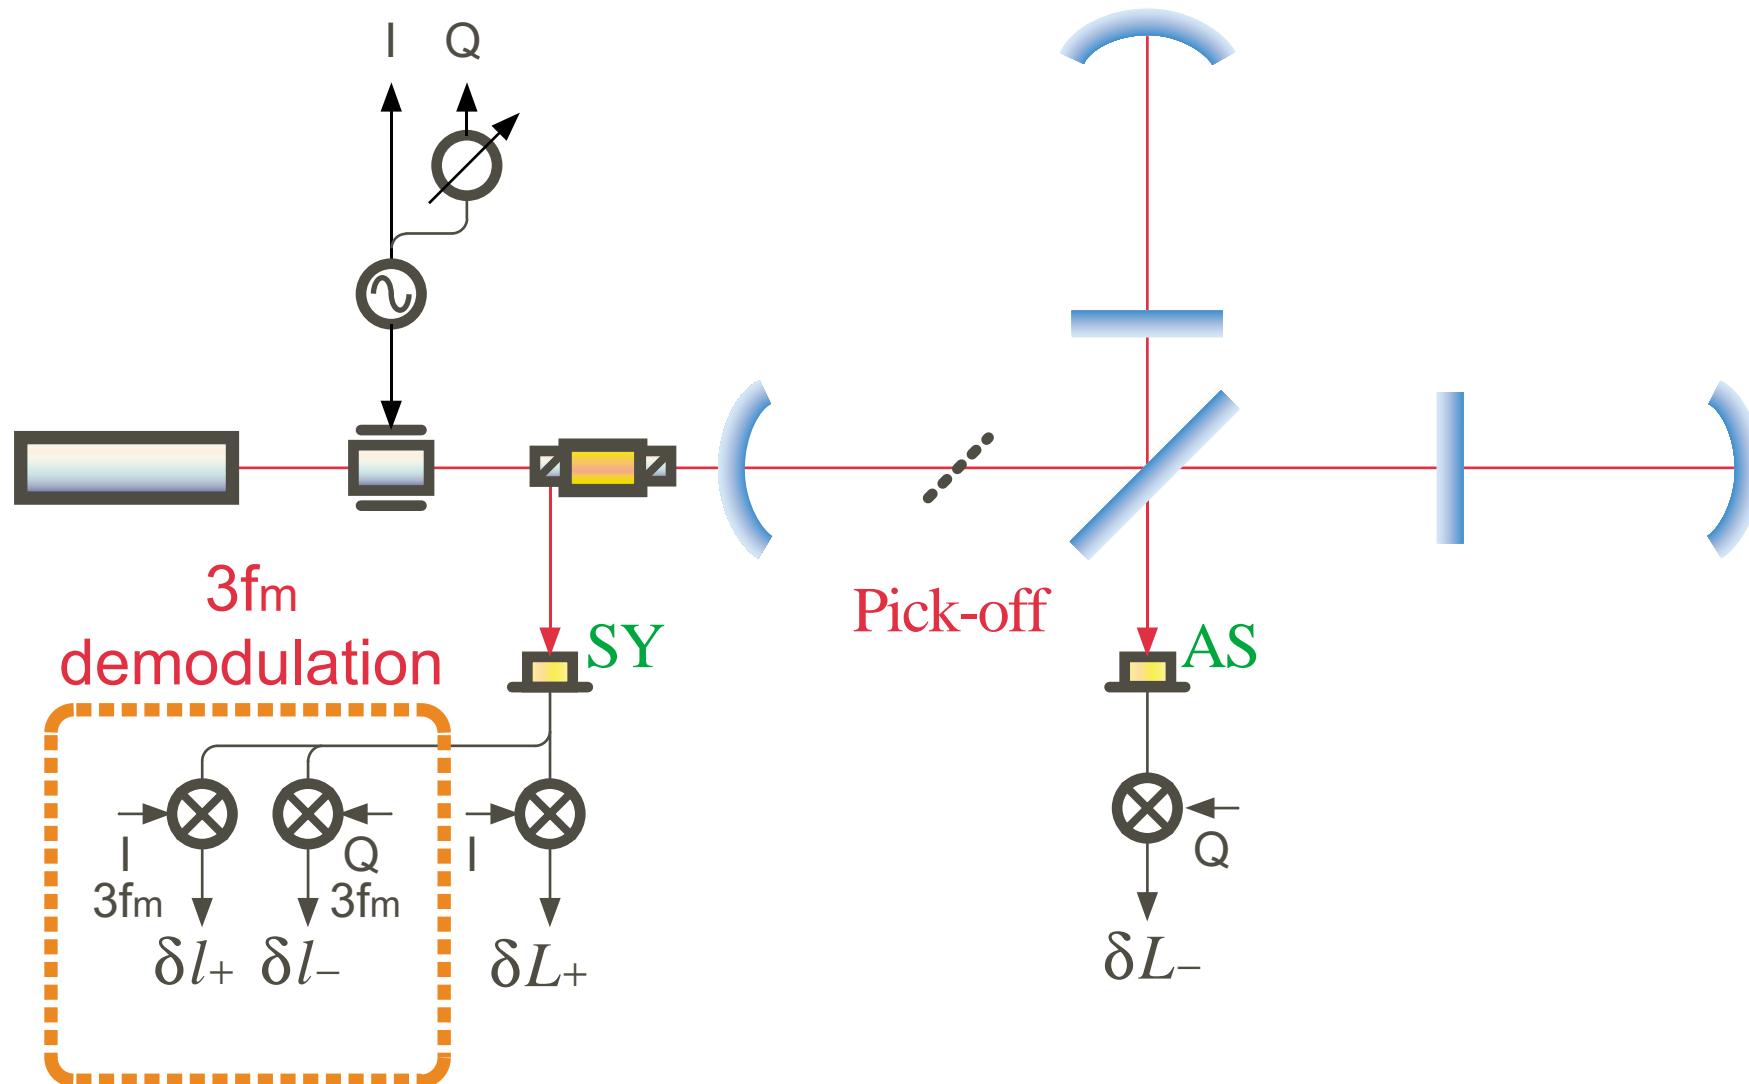 I Q
3fm
demodulation
SY
Pick-off
AS
I
3fm
Q
3fm
I
Q
δl+
δl−
δL+
δL−